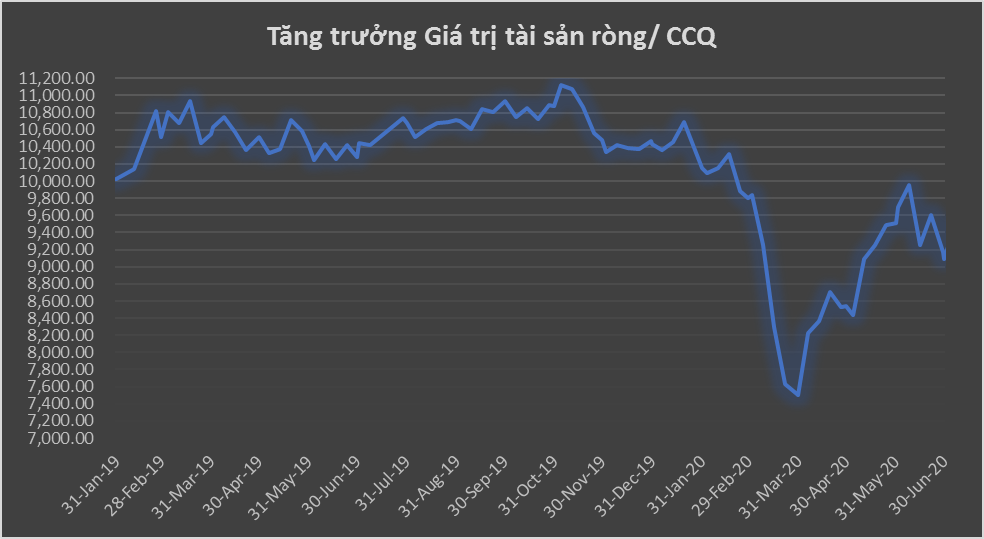 Tăng trưởng Giá trị tài sản ròng/ CCQ
11,200.00
11,000.00
10,800.00
10,600.00
10,400.00
10,200.00
10,000.00
9,800.00
9,600.00
9,400.00
9,200.00
9,000.00
8,800.00
8,600.00
8,400.00
8,200.00
8,000.00
7,800.00
7,600.00
7,400.00
7,200.00
7,000.00
31-Jan-19
28-Feb-19
31-Mar-19
30-Apr-19
31-May-19
30-Jun-19
31-Jul-19
31-Aug-19
30-Sep-19
31-Oct-19
30-Nov-19
31-Dec-19
31-Jan-20
29-Feb-20
31-Mar-20
30-Apr-20
31-May-20
30-Jun-20